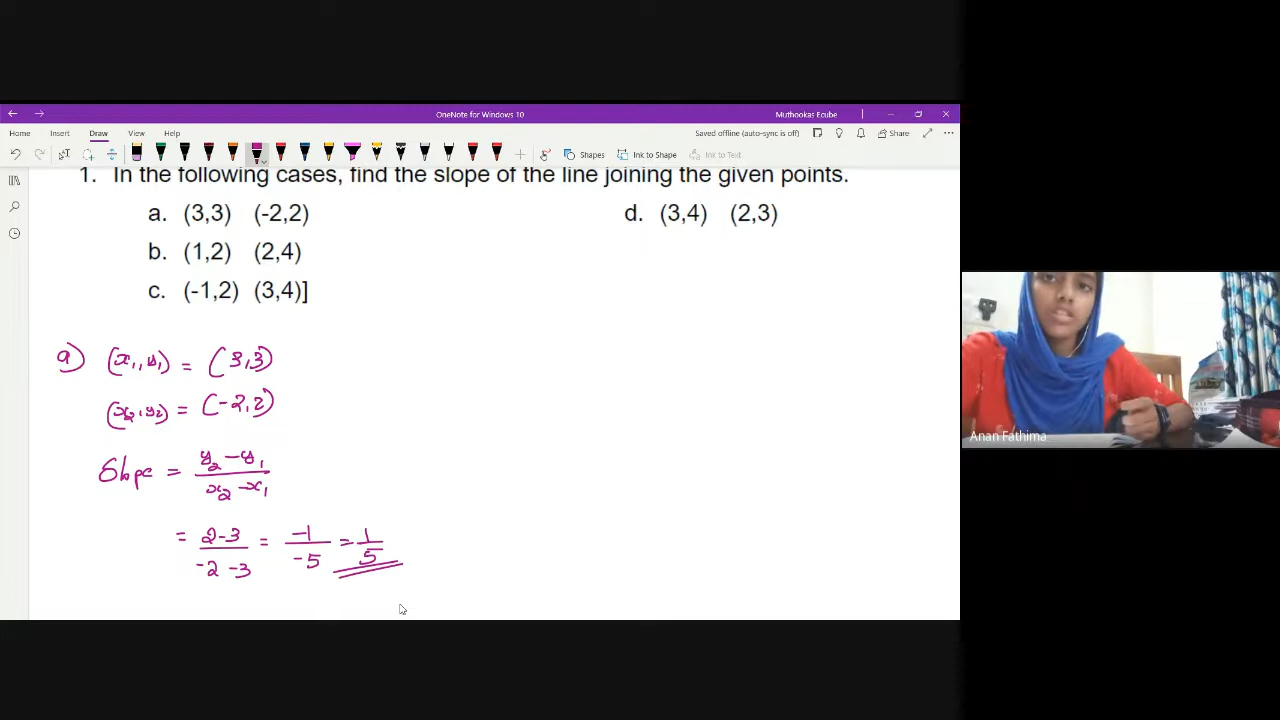 OneNote for Windows 10
Muthookas Ecube
Home Insert Draw View Help
Saved offline (auto-sync is off)
Share
Shapes
Ink to Shape
Ink to Text
1. In the following cases, find the slope of the line joining the given points.
a. (3,3) (-2,2)
d. (3,4) (2,3)
b. (1,2) (2,4)
c. (-1,2) (3,4)]
a) (x₁, y₁) = (3,3)
(x₂, y₂) = (-2,2)
Slope = y₂ - y₁ / x₂ - x₁
= 2-3 / -2 -3 = -1 / -5 = 1 / 5
Anan Fathima